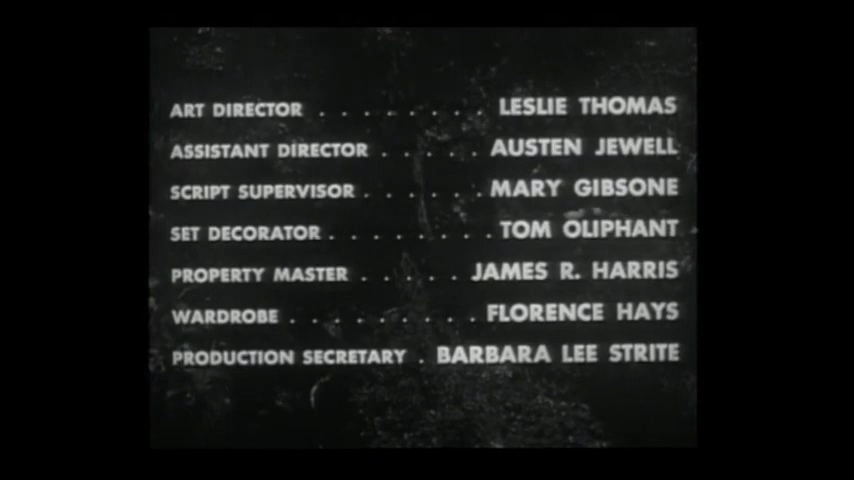 ART DIRECTOR . . . . . . . . LESLIE THOMAS
ASSISTANT DIRECTOR . . . . . AUSTEN JEWELL
SCRIPT SUPERVISOR . . . . . . MARY GIBSONE
SET DECORATOR . . . . . . . . . TOM OLIPHANT
PROPERTY MASTER . . . . . JAMES R. HARRIS
WARDROBE . . . . . . . . . FLORENCE HAYS
PRODUCTION SECRETARY . BARBARA LEE STRITE